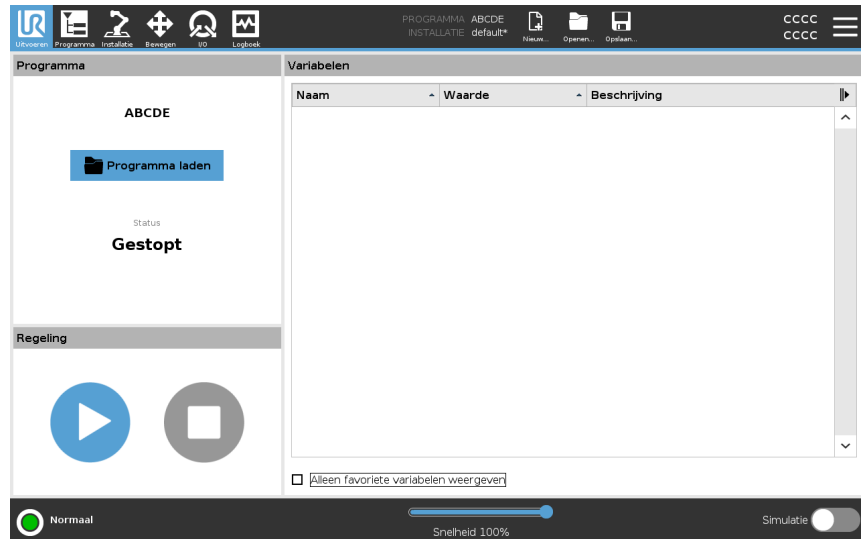 PROGRAMMA ABCDE
INSTALLATIE default*
CCCC
CCCC
Uitvoeren Programma Installatie Bewegen I/O Logboek
Nieuw... Openen... Opslaan...
Programma
ABCDE
Programma laden
Status
Gestopt
Regeling
Variabelen
Naam Waarde Beschrijving
Alleen favoriete variabelen weergeven
Normaal
Snelheid 100%
Simulatie